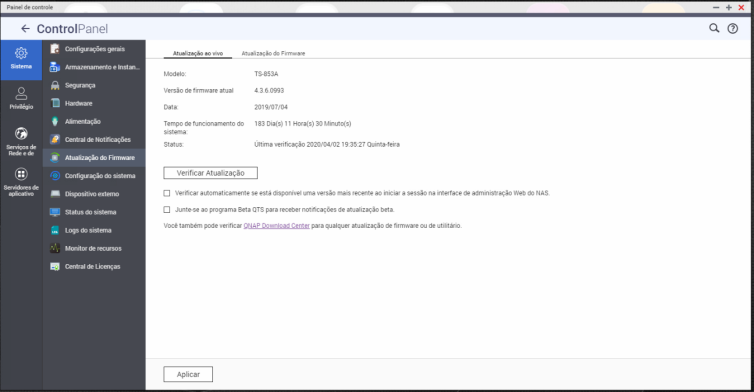 Painel de controle
ControlPanel
Sistema
Privilégio
Serviços de
Rede e de
Servidores de
aplicativo
Configurações gerais
Armazenamento e Instan...
Segurança
Hardware
Alimentação
Central de Notificações
Atualização do Firmware
Configuração do sistema
Dispositivo externo
Status do sistema
Logs do sistema
Monitor de recursos
Central de Licenças
Atualização ao vivo Atualização do Firmware
Modelo: TS-853A
Versão de firmware atual 4.3.6.0993
Data: 2019/07/04
Tempo de funcionamento do 183 Dia(s) 11 Hora(s) 30 Minuto(s)
sistema:
Status: Última verificação 2020/04/02 19:35:27 Quinta-feira
Verificar Atualização
Verificar automaticamente se está disponível uma versão mais recente ao iniciar a sessão na interface de administração Web do NAS.
Junte-se ao programa Beta QTS para receber notificações de atualização beta.
Você também pode verificar QNAP Download Center para qualquer atualização de firmware ou de utilitário.
Aplicar